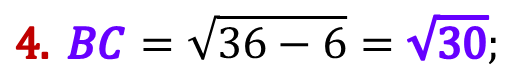 4. BC = √36 − 6 = √30;